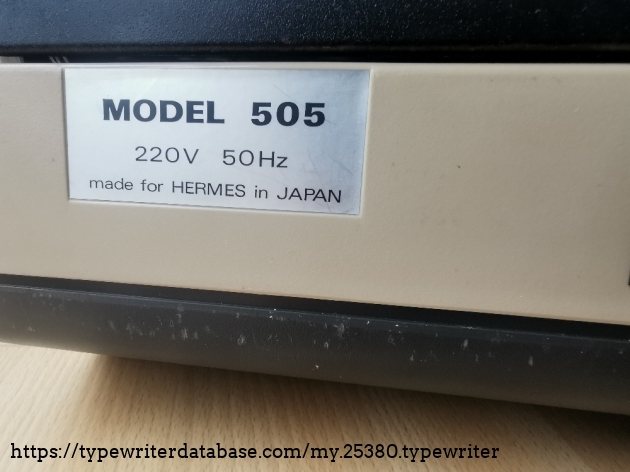 MODEL 505
220V 50Hz
made for HERMES in JAPAN
https://typewriterdatabase.com/my.25380.typewriter